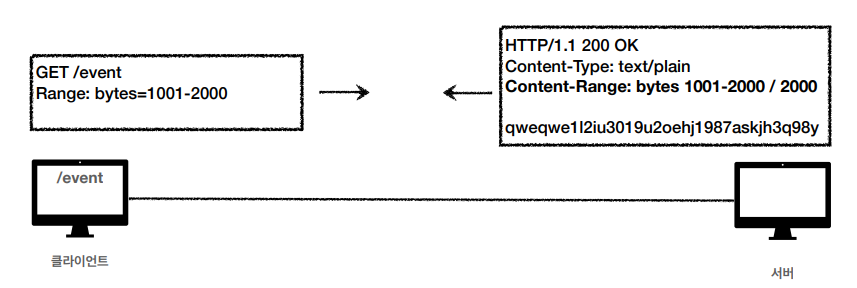 GET /event
Range: bytes=1001-2000
HTTP/1.1 200 OK
Content-Type: text/plain
Content-Range: bytes 1001-2000 / 2000
qweqwe1l2iu3019u2oehj1987askjh3q98y
/event
클라이언트
서버